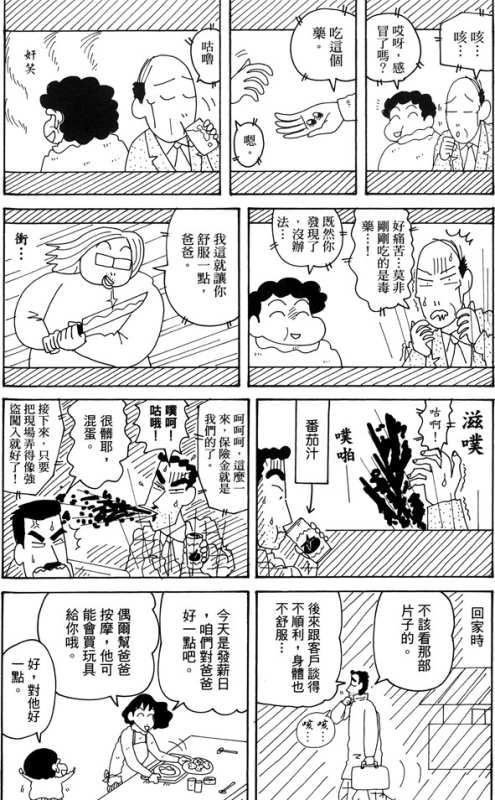 咳…
咳…
哎呀，感
冒了嗎？
吃這個
藥。
嗯。
咕嚕
奸笑
好痛苦…莫非
剛剛吃的是毒
藥…！
既然你
發現了
，沒辦
法…
我這就讓你
舒服一點，
爸爸。
衝…
滋噗
咕啊！
噗啪
番茄汁
呵呵呵，這麼一
來，保險金就是
我們的了。
噗呵！
咕哦！
很髒耶，
混蛋。
接下來，只要
把現場弄得像強
盜闖入就好了！
回家時
不該看那部
片子的。
後來跟客戶談得
不順利，身體也
不舒服…
咳…
咳…
今天是發薪日
，咱們對爸爸
好一點吧。
偶爾幫爸爸
按摩，他可
能會買玩具
給你哦。
好，對他好
一點。